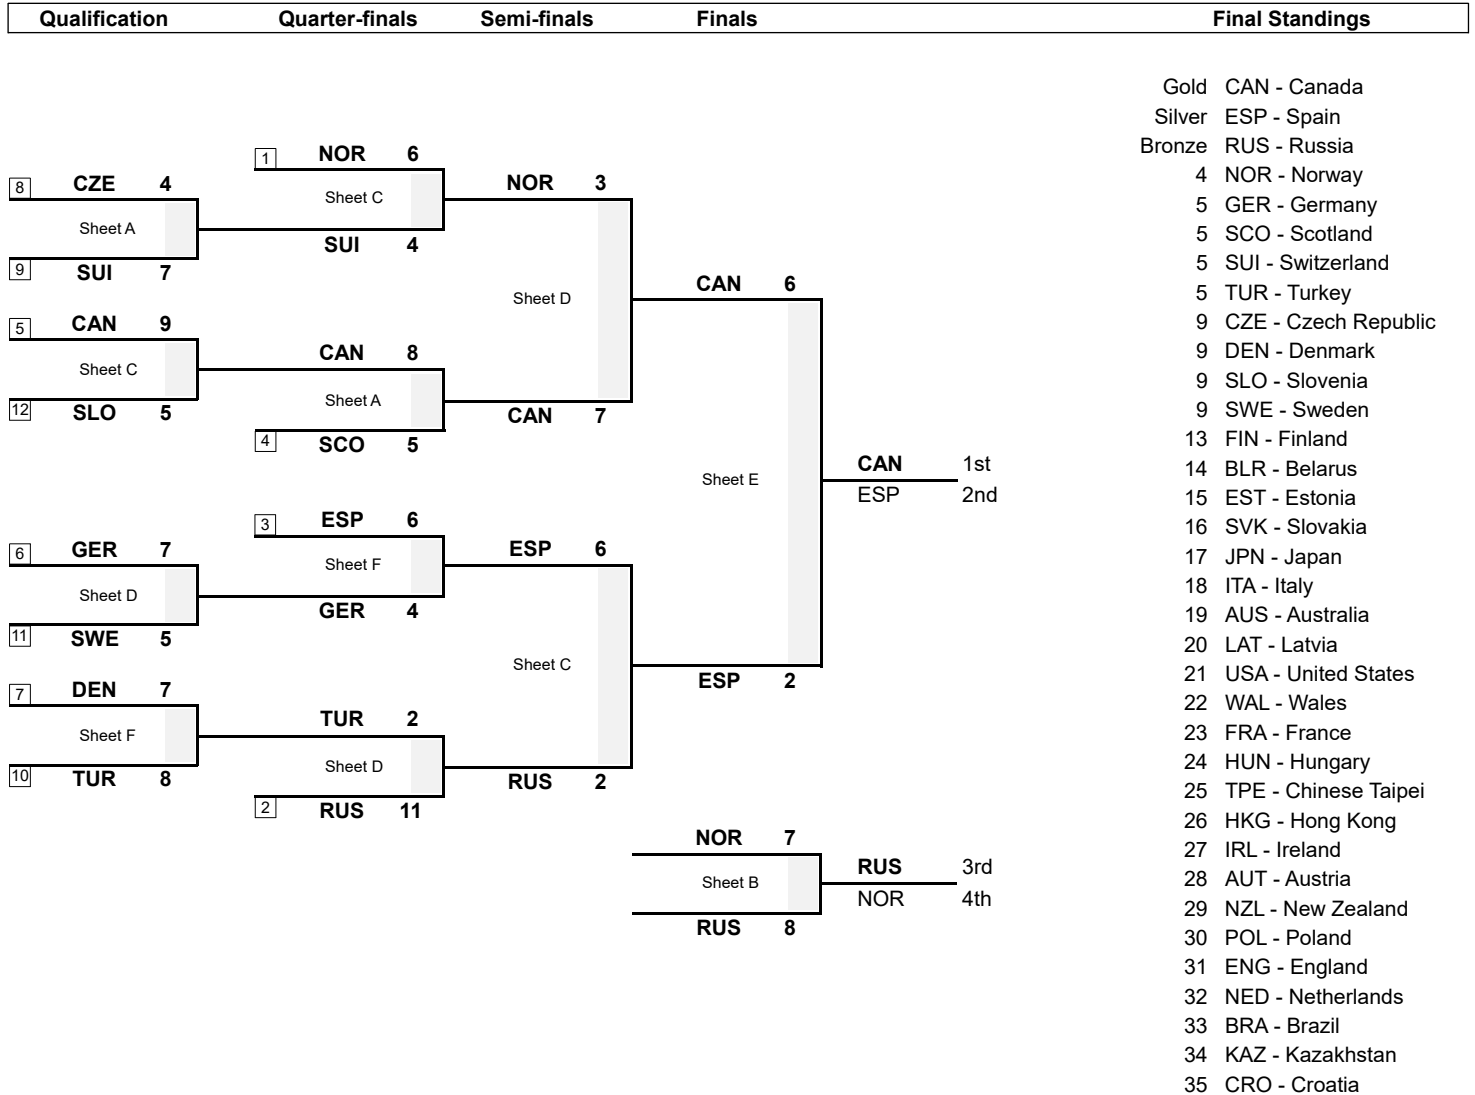 Qualification Quarter-finals Semi-finals Finals Final Standings
Gold CAN - Canada
Silver ESP - Spain
Bronze RUS - Russia
4 NOR - Norway
5 GER - Germany
5 SCO - Scotland
5 SUI - Switzerland
5 TUR - Turkey
9 CZE - Czech Republic
9 DEN - Denmark
9 SLO - Slovenia
9 SWE - Sweden
13 FIN - Finland
14 BLR - Belarus
15 EST - Estonia
16 SVK - Slovakia
17 JPN - Japan
18 ITA - Italy
19 AUS - Australia
20 LAT - Latvia
21 USA - United States
22 WAL - Wales
23 FRA - France
24 HUN - Hungary
25 TPE - Chinese Taipei
26 HKG - Hong Kong
27 IRL - Ireland
28 AUT - Austria
29 NZL - New Zealand
30 POL - Poland
31 ENG - England
32 NED - Netherlands
33 BRA - Brazil
34 KAZ - Kazakhstan
35 CRO - Croatia
8 CZE 4
Sheet A
9 SUI 7
5 CAN 9
Sheet C
12 SLO 5
6 GER 7
Sheet D
11 SWE 5
7 DEN 7
Sheet F
10 TUR 8
1 NOR 6
Sheet C
SUI 4
CAN 8
Sheet A
4 SCO 5
3 ESP 6
Sheet F
GER 4
TUR 2
Sheet D
2 RUS 11
NOR 3
Sheet D
CAN 7
ESP 6
Sheet C
RUS 2
CAN 6
Sheet E
ESP 2
CAN 1st
ESP 2nd
NOR 7
Sheet B
RUS 8
RUS 3rd
NOR 4th